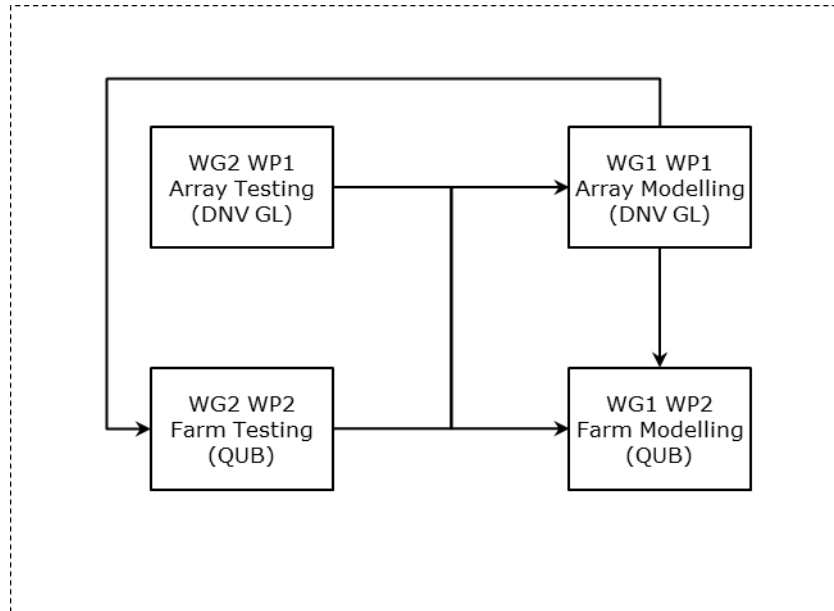 WG2 WP1
Array Testing
(DNV GL)
WG1 WP1
Array Modelling
(DNV GL)
WG2 WP2
Farm Testing
(QUB)
WG1 WP2
Farm Modelling
(QUB)